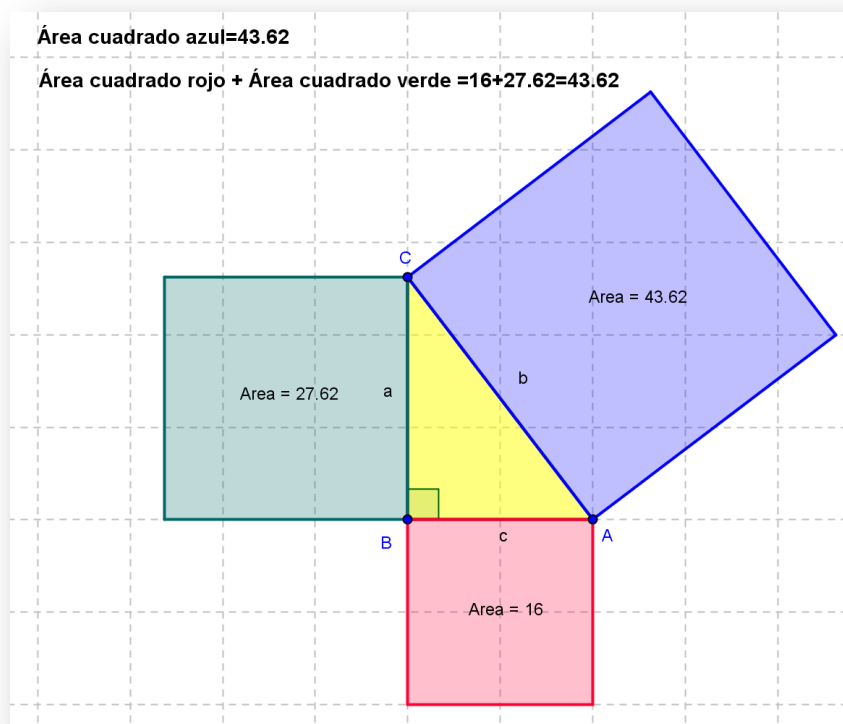 Área cuadrado azul=43.62
Área cuadrado rojo + Área cuadrado verde =16+27.62=43.62
C
Area = 43.62
b
a
Area = 27.62
B
c
A
Area = 16